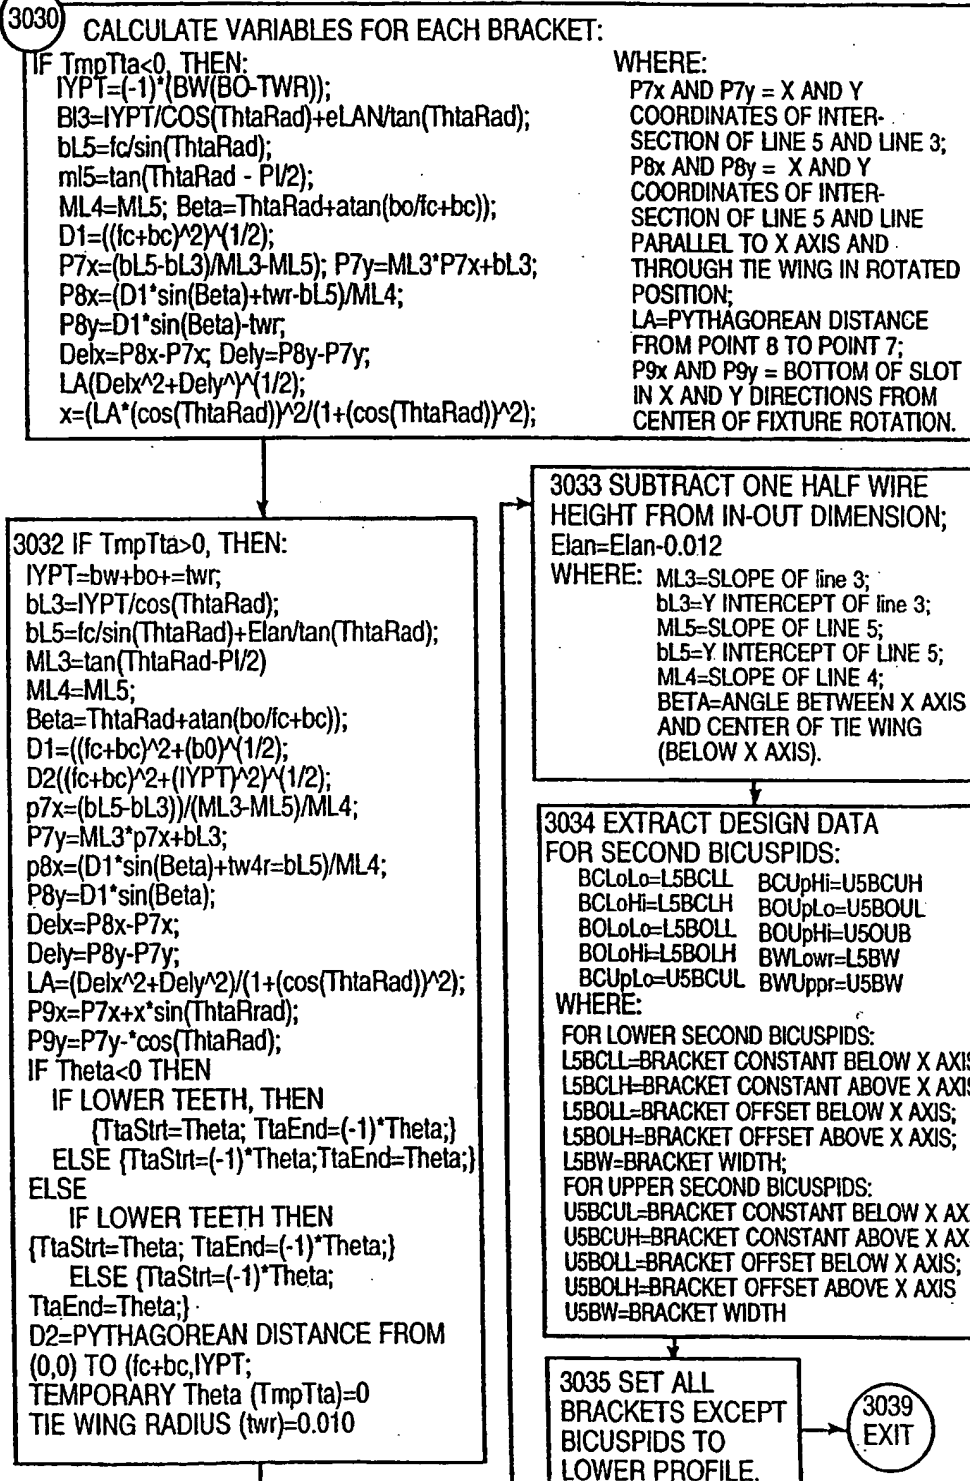 3030
CALCULATE VARIABLES FOR EACH BRACKET:
IF TmpTta<0, THEN:
IYPT=(-1)*(BW(BO-TWR));
Bl3=IYPT/COS(ThtaRad)+eLAN/tan(ThtaRad);
bL5=fc/sin(ThtaRad);
ml5=tan(ThtaRad - PI/2);
ML4=ML5; Beta=ThtaRad+atan(bo/fc+bc));
D1=((fc+bc)^2)^(1/2);
P7x=(bL5-bL3)/ML3-ML5); P7y=ML3*P7x+bL3;
P8x=(D1*sin(Beta)+twr-bL5)/ML4;
P8y=D1*sin(Beta)-twr;
Delx=P8x-P7x; Dely=P8y-P7y;
LA(Delx^2+Dely^)^(1/2);
x=(LA*(cos(ThtaRad))^2/(1+(cos(ThtaRad))^2);
WHERE:
P7x AND P7y = X AND Y
COORDINATES OF INTER-
SECTION OF LINE 5 AND LINE 3;
P8x AND P8y = X AND Y
COORDINATES OF INTER-
SECTION OF LINE 5 AND LINE
PARALLEL TO X AXIS AND
THROUGH TIE WING IN ROTATED
POSITION;
LA=PYTHAGOREAN DISTANCE
FROM POINT 8 TO POINT 7;
P9x AND P9y = BOTTOM OF SLOT
IN X AND Y DIRECTIONS FROM
CENTER OF FIXTURE ROTATION.
3032 IF TmpTta>0, THEN:
IYPT=bw+bo+=twr;
bL3=IYPT/cos(ThtaRad);
bL5=fc/sin(ThtaRad)+Elan/tan(ThtaRad);
ML3=tan(ThtaRad-PI/2)
ML4=ML5;
Beta=ThtaRad+atan(bo/fc+bc));
D1=((fc+bc)^2+(b0)^(1/2);
D2((fc+bc)^2+(IYPT)^2)^(1/2);
p7x=(bL5-bL3))/(ML3-ML5)/ML4;
P7y=ML3*p7x+bL3;
p8x=(D1*sin(Beta)+tw4r=bL5)/ML4;
P8y=D1*sin(Beta);
Delx=P8x-P7x;
Dely=P8y-P7y;
LA=(Delx^2+Dely^2)/(1+(cos(ThtaRad))^2);
P9x=P7x+x*sin(ThtaRrad);
P9y=P7y-*cos(ThtaRad);
IF Theta<0 THEN
IF LOWER TEETH, THEN
{TtaStrt=Theta; TtaEnd=(-1)*Theta;}
ELSE {TtaStrt=(-1)*Theta;TtaEnd=Theta;}
ELSE
IF LOWER TEETH THEN
{TtaStrt=Theta; TtaEnd=(-1)*Theta;}
ELSE {TtaStrt=(-1)*Theta;
TtaEnd=Theta;}
D2=PYTHAGOREAN DISTANCE FROM
(0,0) TO (fc+bc,IYPT;
TEMPORARY Theta (TmpTta)=0
TIE WING RADIUS (twr)=0.010
3033 SUBTRACT ONE HALF WIRE
HEIGHT FROM IN-OUT DIMENSION;
Elan=Elan-0.012
WHERE: ML3=SLOPE OF line 3;
bL3=Y INTERCEPT OF line 3;
ML5=SLOPE OF LINE 5;
bL5=Y INTERCEPT OF LINE 5;
ML4=SLOPE OF LINE 4;
BETA=ANGLE BETWEEN X AXIS
AND CENTER OF TIE WING
(BELOW X AXIS).
3034 EXTRACT DESIGN DATA
FOR SECOND BICUSPIDS:
BCLoLo=L5BCLL BCUpHi=U5BCUH
BCLoHi=L5BCLH BOUpLo=U5BOUL
BOLoLo=L5BOLL BOUpHi=U5OUB
BOLoHi=L5BOLH BWLowr=L5BW
BCUpLo=U5BCUL BWUppr=U5BW
WHERE:
FOR LOWER SECOND BICUSPIDS:
L5BCLL=BRACKET CONSTANT BELOW X AXIS
L5BCLH=BRACKET CONSTANT ABOVE X AXIS
L5BOLL=BRACKET OFFSET BELOW X AXIS;
L5BOLH=BRACKET OFFSET ABOVE X AXIS;
L5BW=BRACKET WIDTH;
FOR UPPER SECOND BICUSPIDS:
U5BCUL=BRACKET CONSTANT BELOW X AX
U5BCUH=BRACKET CONSTANT ABOVE X AX
U5BOLL=BRACKET OFFSET BELOW X AXIS;
U5BOLH=BRACKET OFFSET ABOVE X AXIS
U5BW=BRACKET WIDTH
3035 SET ALL
BRACKETS EXCEPT
BICUSPIDS TO
LOWER PROFILE.
3039
EXIT